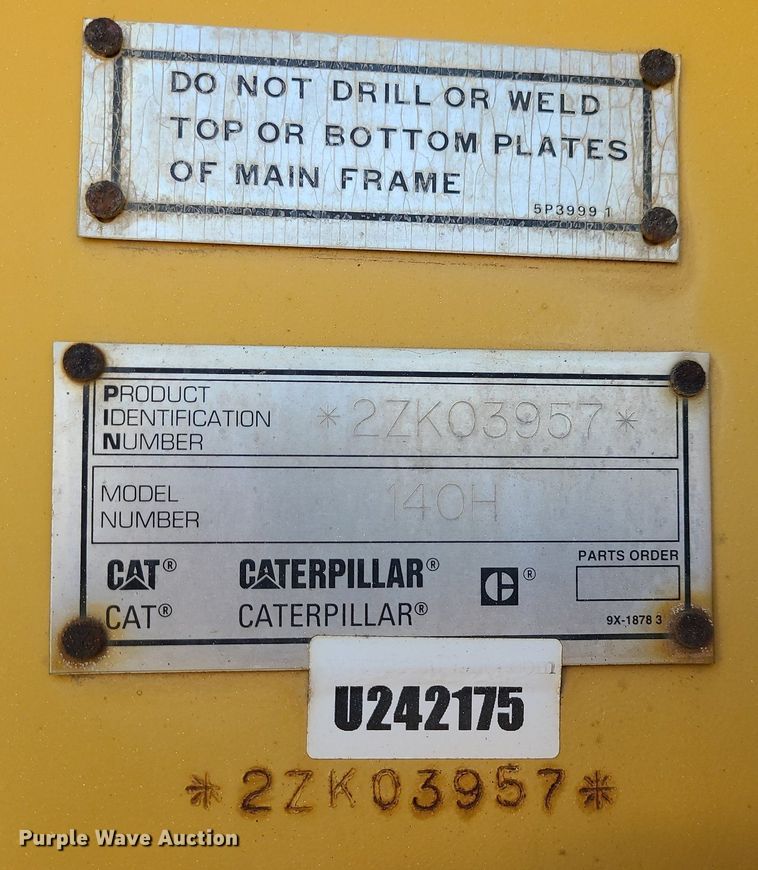 DO NOT DRILL OR WELD
TOP OR BOTTOM PLATES
OF MAIN FRAME
5P3999 1
PRODUCT
IDENTIFICATION
NUMBER
*2ZK03957*
MODEL
NUMBER
140H
CAT® CATERPILLAR® C®
CAT® CATERPILLAR®
PARTS ORDER
9X-1878 3
U242175
*2ZK03957*
Purple Wave Auction